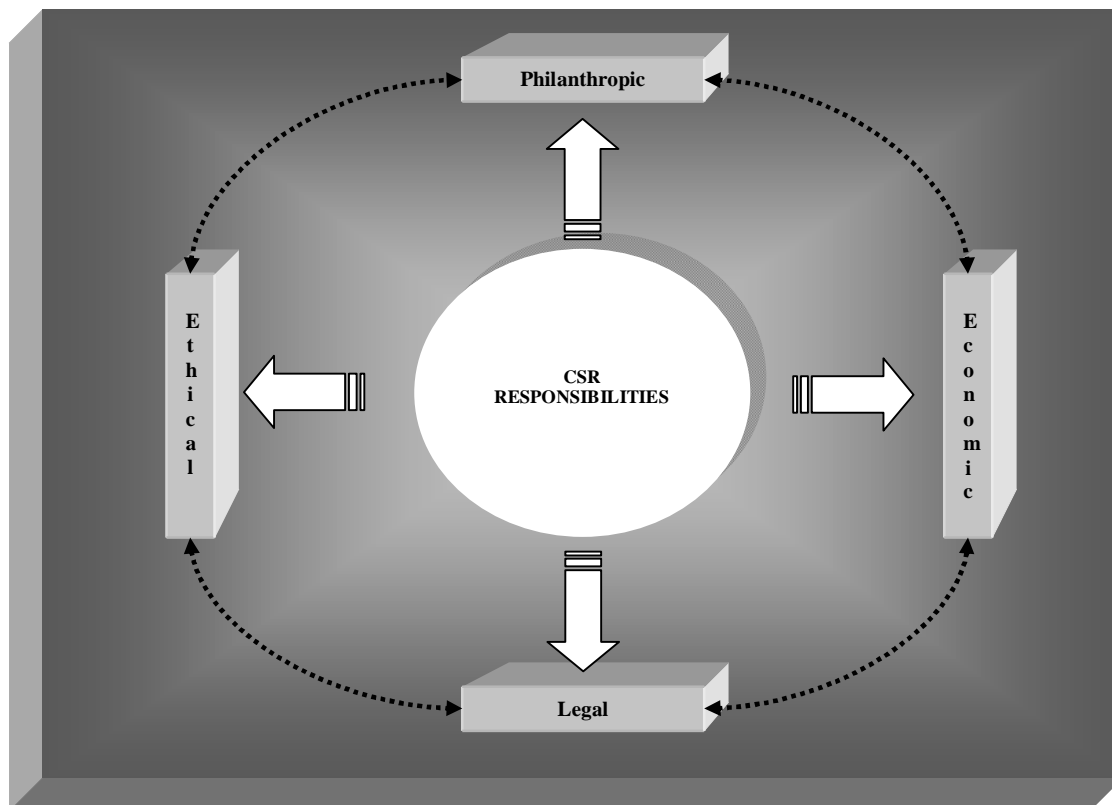 Philanthropic
Ethical
CSR
RESPONSIBILITIES
Economic
Legal